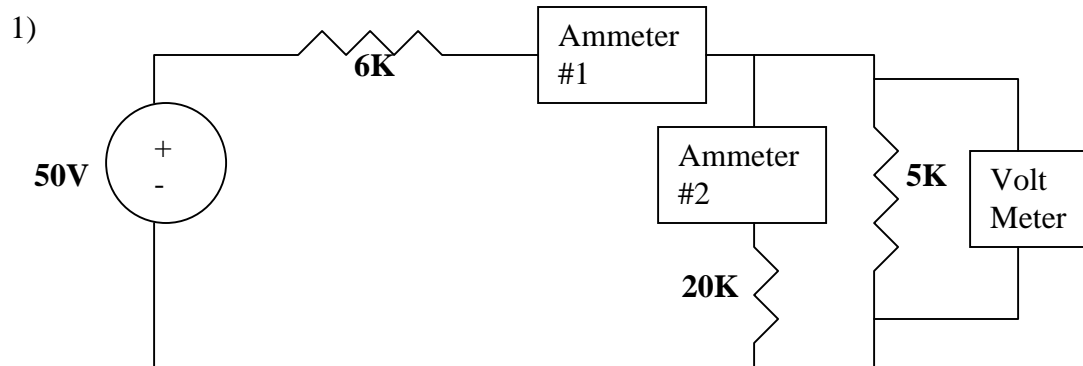 1)
6K
Ammeter
#1
50V
+
-
Ammeter
#2
20K
5K
Volt
Meter